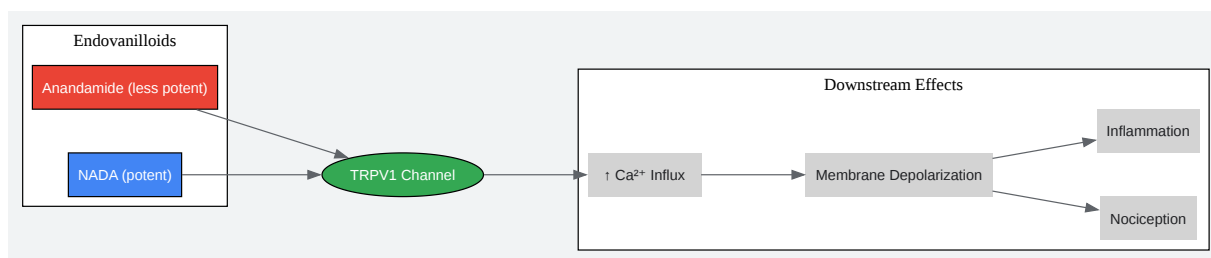 Endovanilloids
Anandamide (less potent)
NADA (potent)
TRPV1 Channel
Downstream Effects
↑ Ca²⁺ Influx
Membrane Depolarization
Inflammation
Nociception